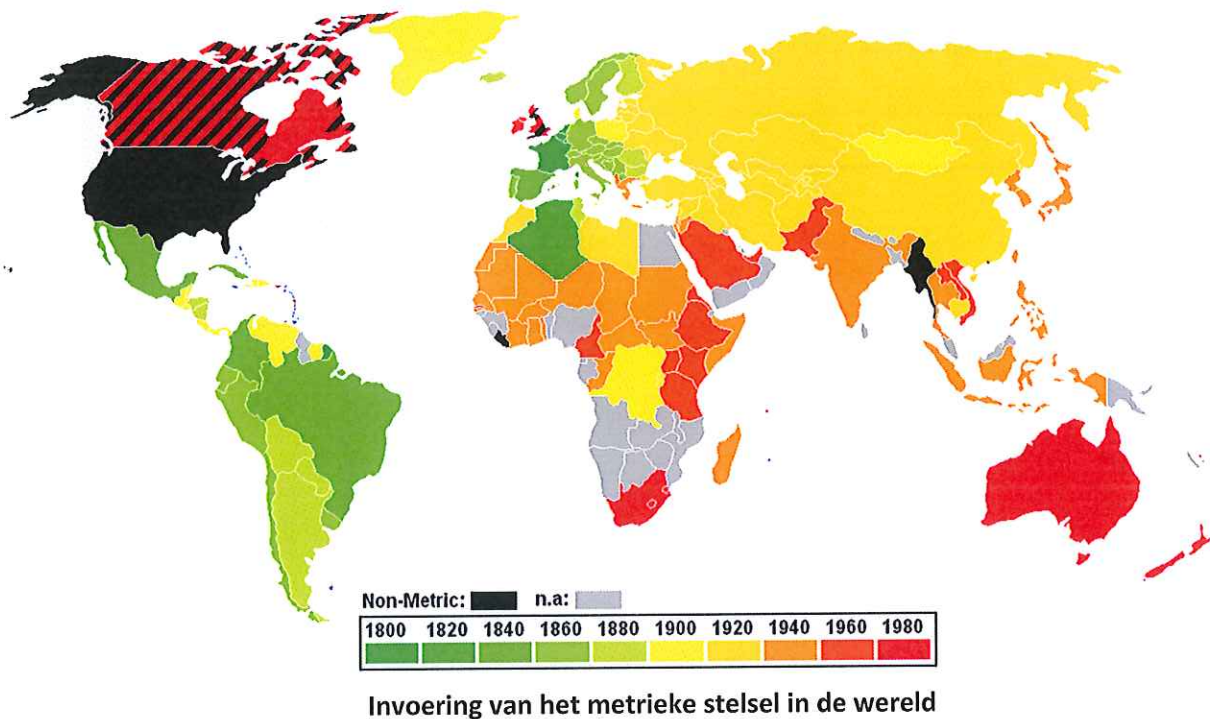 Non-Metric: n.a:
1800 1820 1840 1860 1880 1900 1920 1940 1960 1980
Invoering van het metrieke stelsel in de wereld